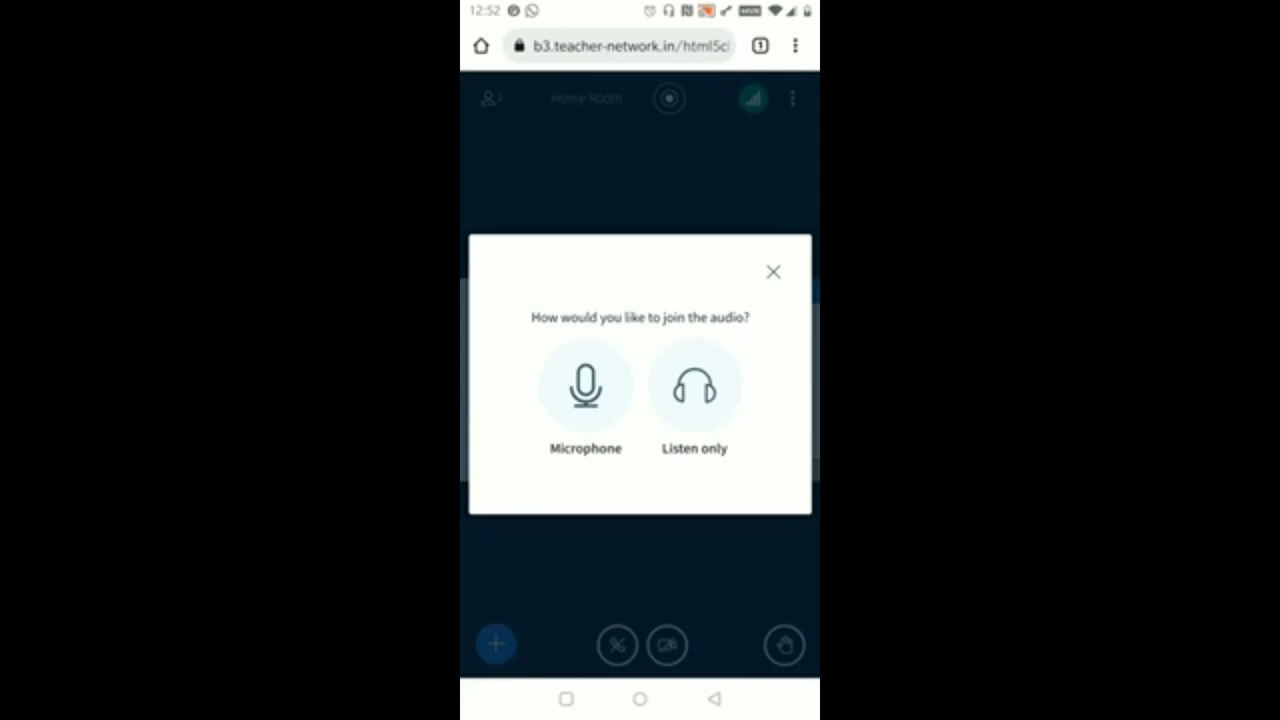 12:52
b3.teacher-network.in/html5cl
1
Home Room
How would you like to join the audio?
Microphone
Listen only